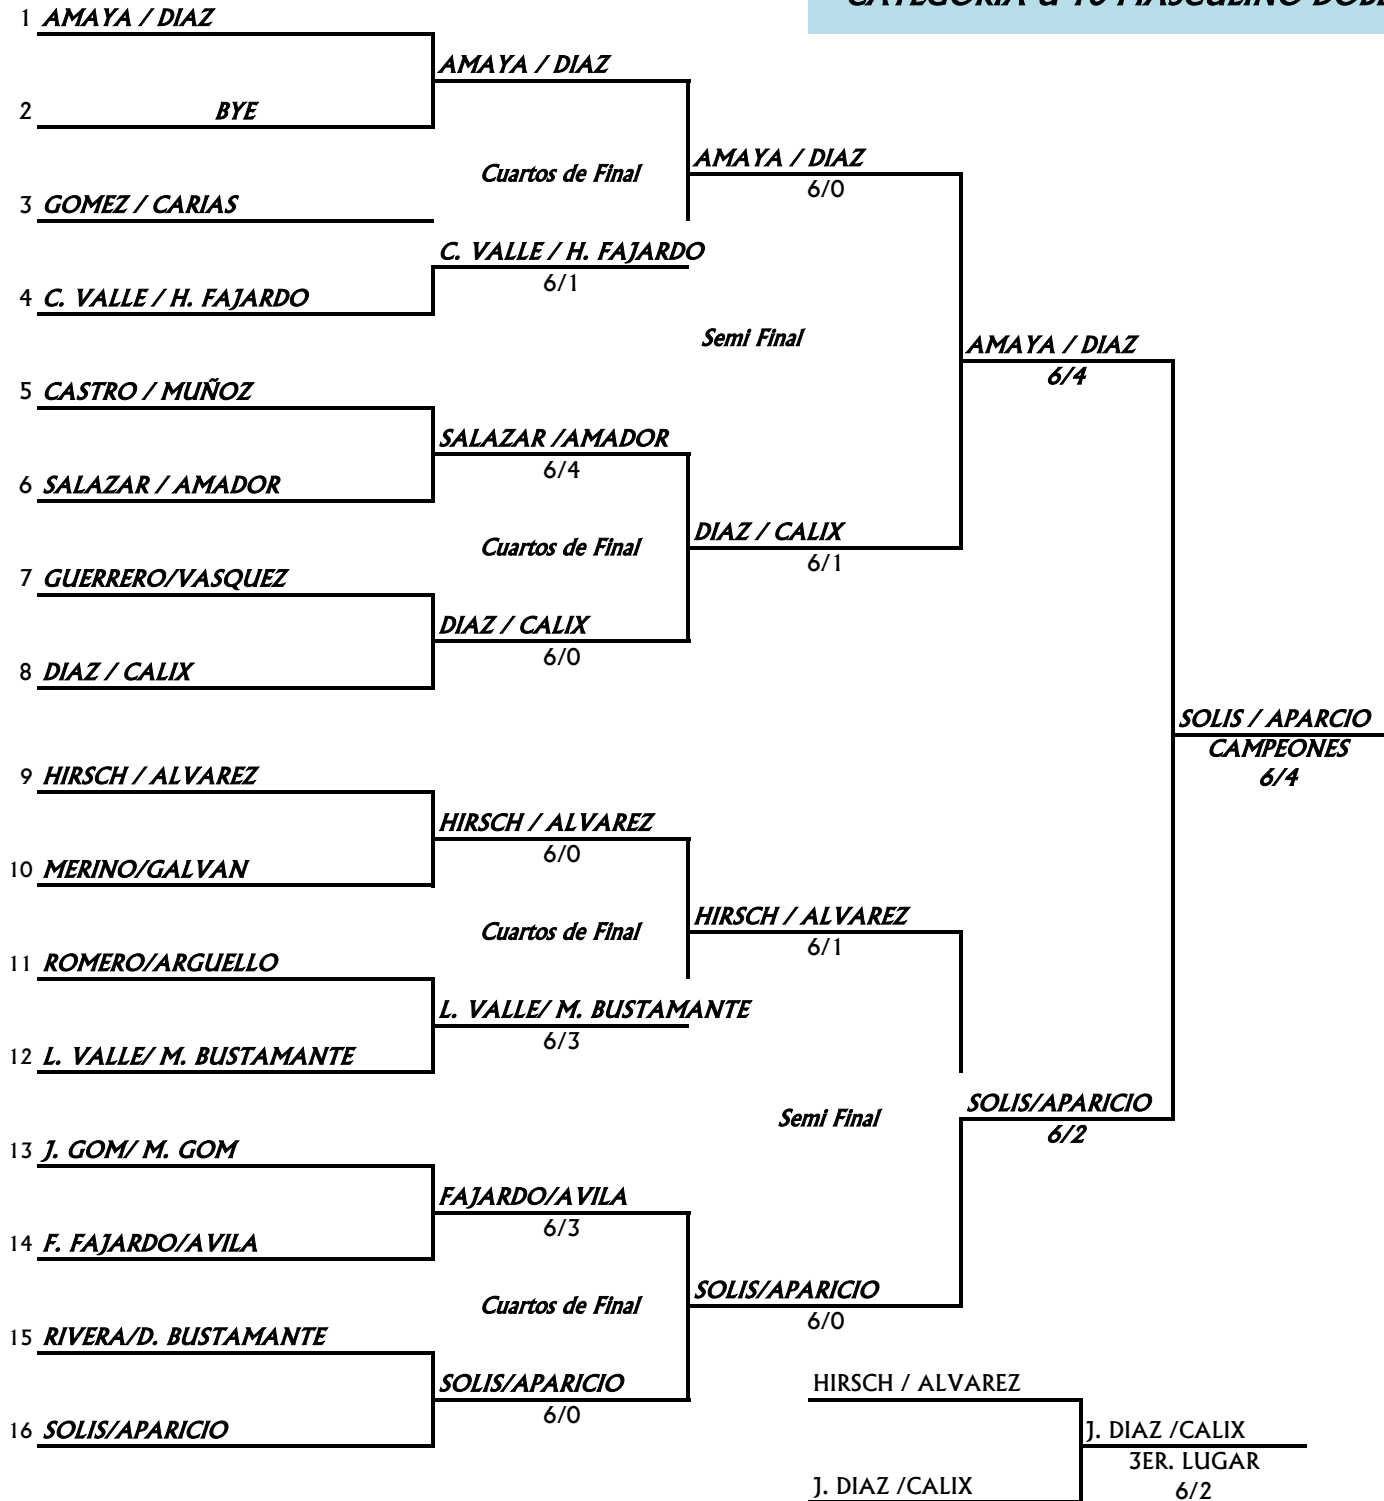 CATEGORIA U 10 MASCULINO
1 AMAYA / DIAZ
AMAYA / DIAZ
2 BYE
Cuartos de Final
AMAYA / DIAZ
6/0
3 GOMEZ / CARIAS
C. VALLE / H. FAJARDO
6/1
4 C. VALLE / H. FAJARDO
Semi Final
AMAYA / DIAZ
6/4
5 CASTRO / MUÑOZ
SALAZAR /AMADOR
6/4
6 SALAZAR / AMADOR
Cuartos de Final
DIAZ / CALIX
6/1
7 GUERRERO/VASQUEZ
DIAZ / CALIX
6/0
8 DIAZ / CALIX
SOLIS / APARCIO
CAMPEONES
6/4
9 HIRSCH / ALVAREZ
HIRSCH / ALVAREZ
6/0
10 MERINO/GALVAN
Cuartos de Final
HIRSCH / ALVAREZ
6/1
11 ROMERO/ARGUELLO
L. VALLE/ M. BUSTAMANTE
6/3
12 L. VALLE/ M. BUSTAMANTE
Semi Final
SOLIS/APARICIO
6/2
13 J. GOM/ M. GOM
FAJARDO/AVILA
6/3
14 F. FAJARDO/AVILA
Cuartos de Final
SOLIS/APARICIO
6/0
15 RIVERA/D. BUSTAMANTE
SOLIS/APARICIO
6/0
16 SOLIS/APARICIO
HIRSCH / ALVAREZ
J. DIAZ /CALIX
3ER. LUGAR
6/2
J. DIAZ /CALIX